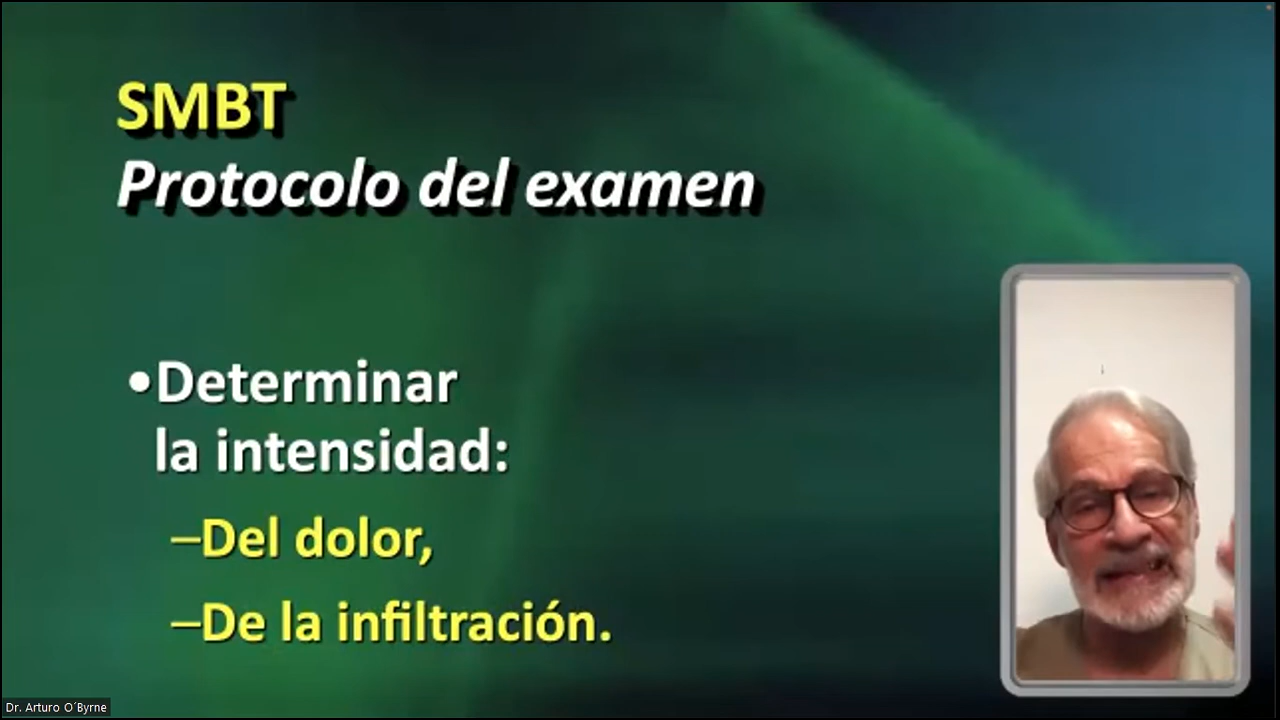 SMBT
Protocolo del examen
•Determinar
la intensidad:
–Del dolor,
–De la infiltración.
Dr. Arturo O´Byrne